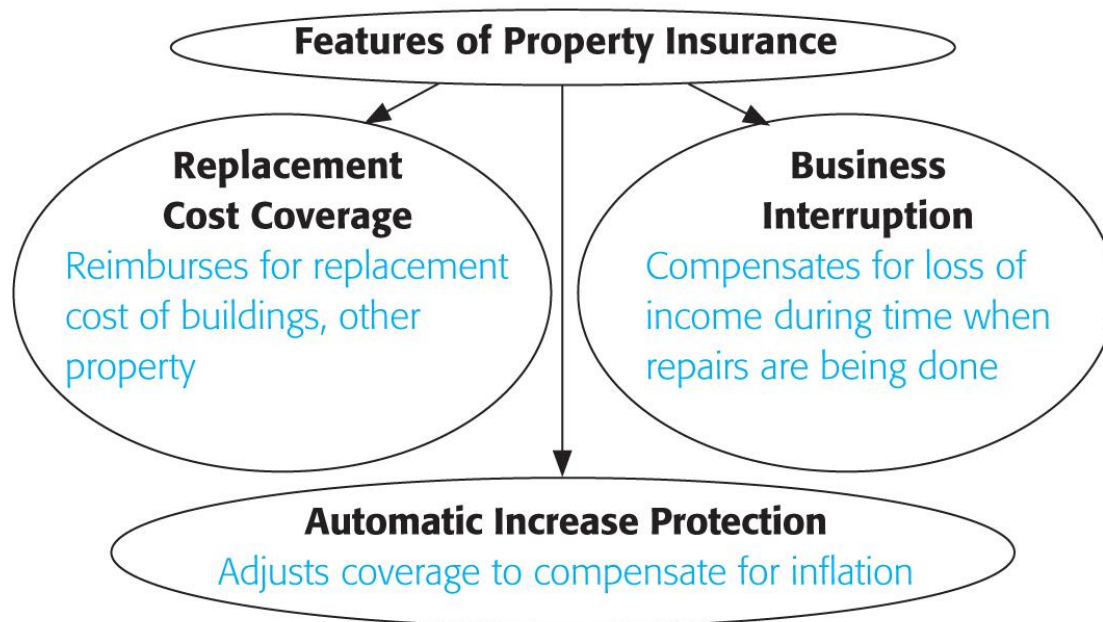 Features of Property Insurance
Replacement
Cost Coverage
Reimburses for replacement
cost of buildings, other
property
Business
Interruption
Compensates for loss of
income during time when
repairs are being done
Automatic Increase Protection
Adjusts coverage to compensate for inflation